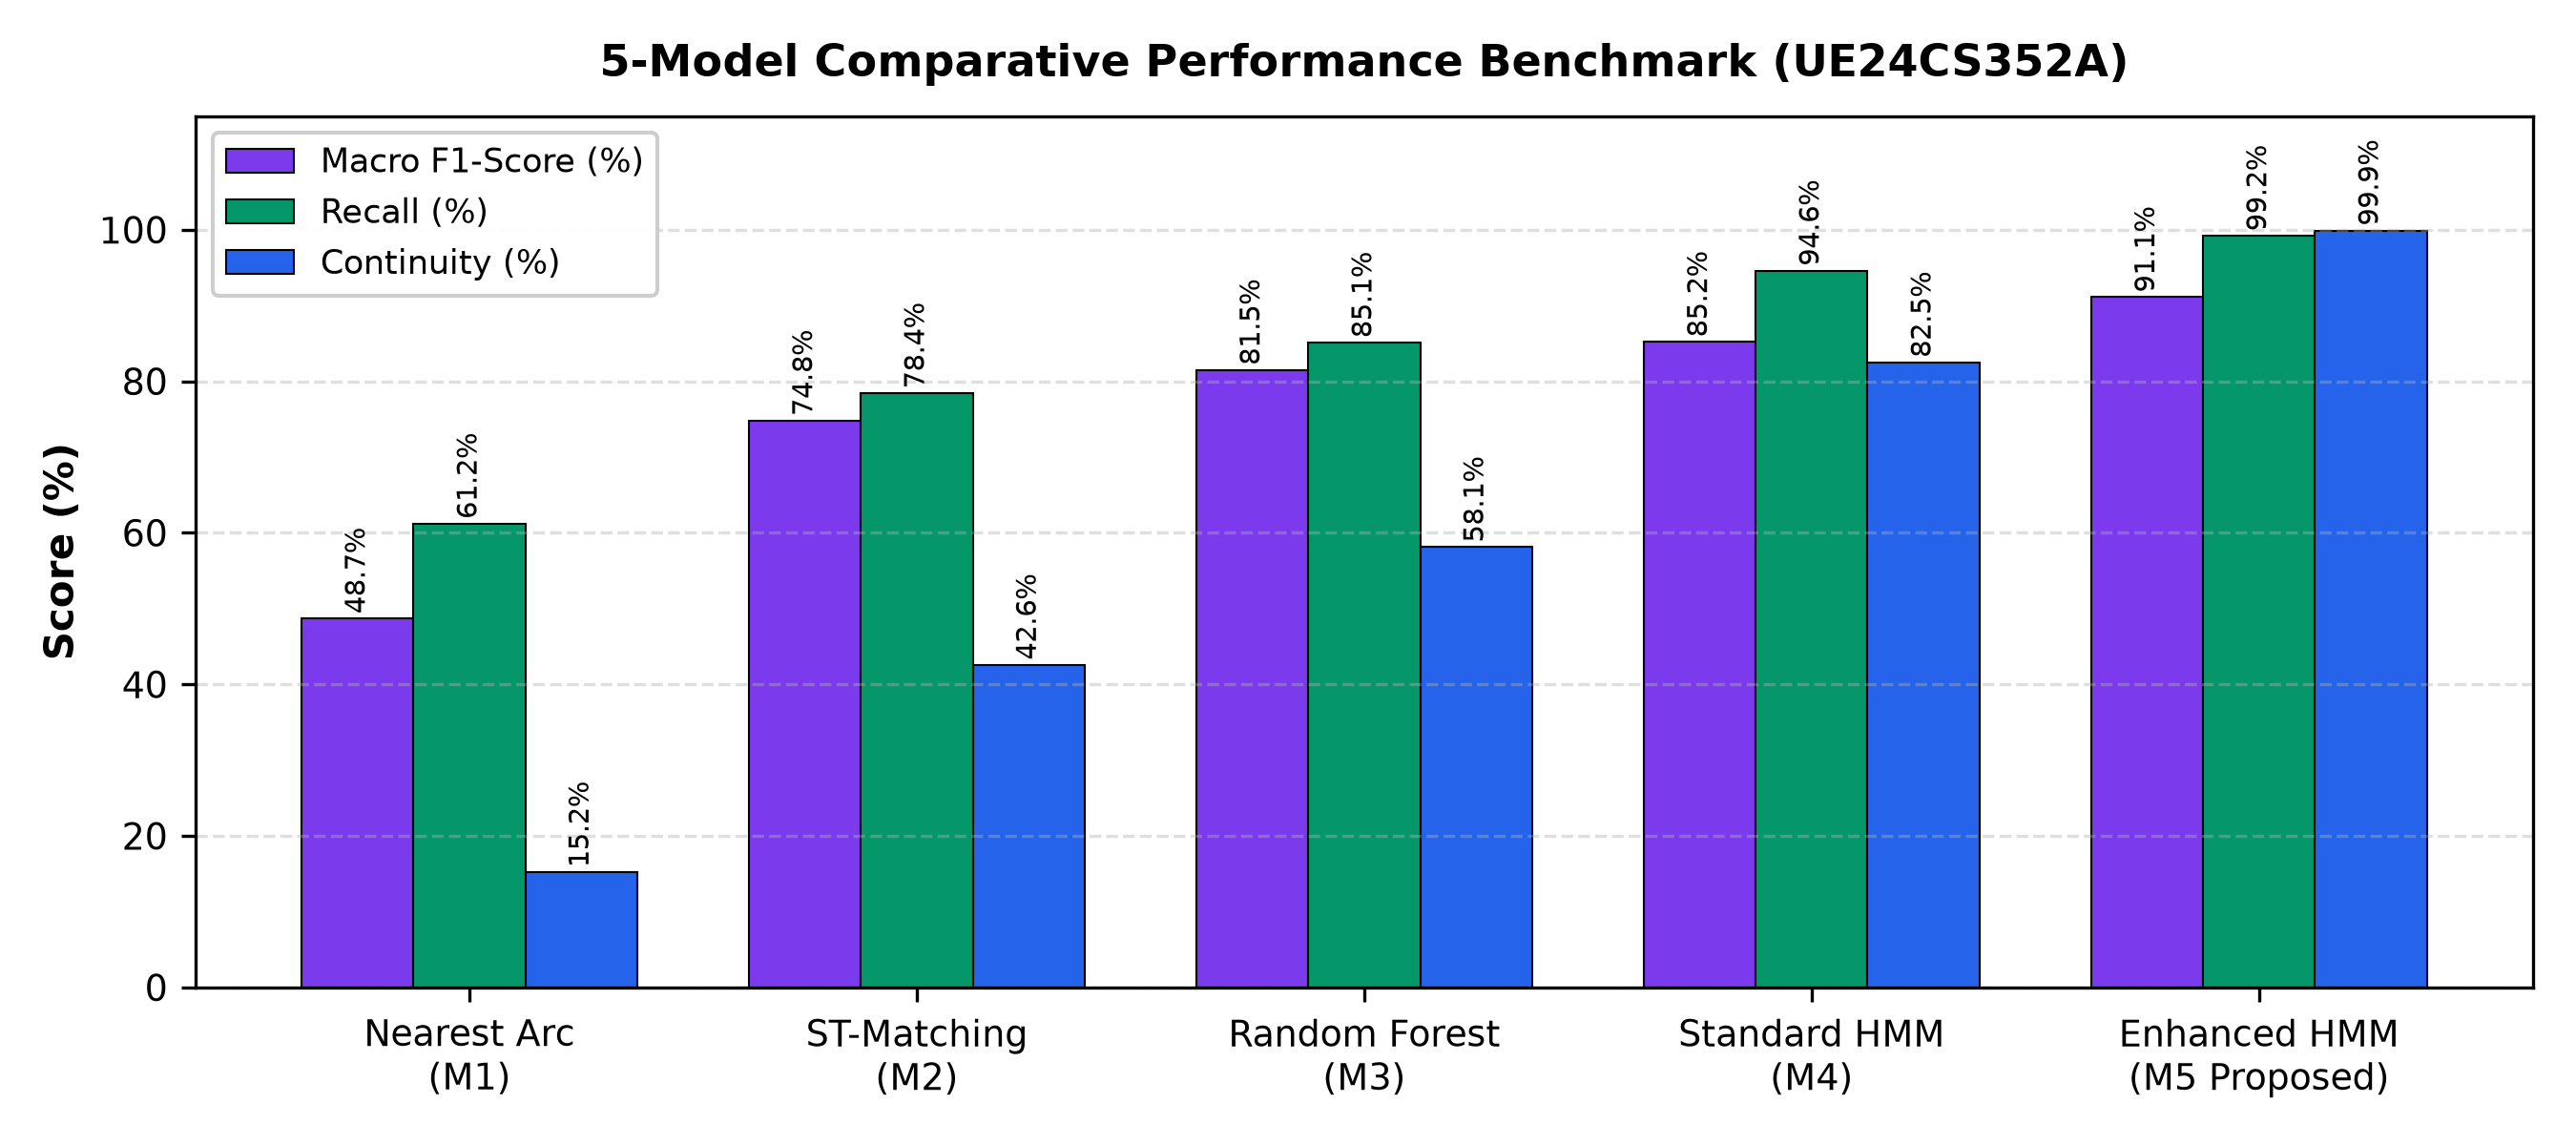 5-Model Comparative Performance Benchmark (UE24CS352A)
Macro F1-Score (%)
Recall (%)
Continuity (%)
Score (%)
100
80
60
40
20
0
48.7%
61.2%
15.2%
74.8%
78.4%
42.6%
81.5%
85.1%
58.1%
85.2%
94.6%
82.5%
91.1%
99.2%
99.9%
Nearest Arc
(M1)
ST-Matching
(M2)
Random Forest
(M3)
Standard HMM
(M4)
Enhanced HMM
(M5 Proposed)